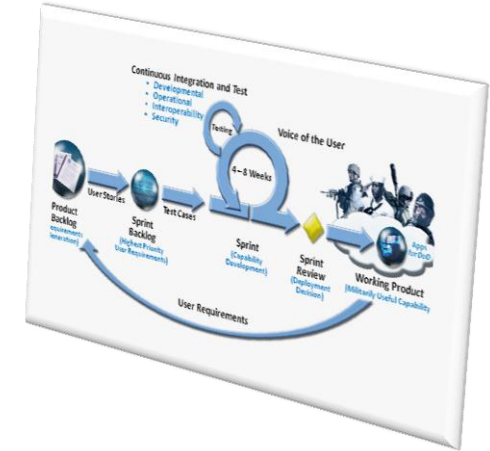 Continuous Integration and Test
• Developmental
• Operational
• Interoperability
• Security
Testing
Voice of the User
4 – 8 Weeks
User Stories
Test Cases
Product
Backlog
(Highest Priority
User Requirements)
Sprint
Backlog
Sprint
(Capability
Development)
Sprint
Review
(Deployment
Decision)
Apps
for DoD
Working Product
(Militarily Useful Capability
User Requirements